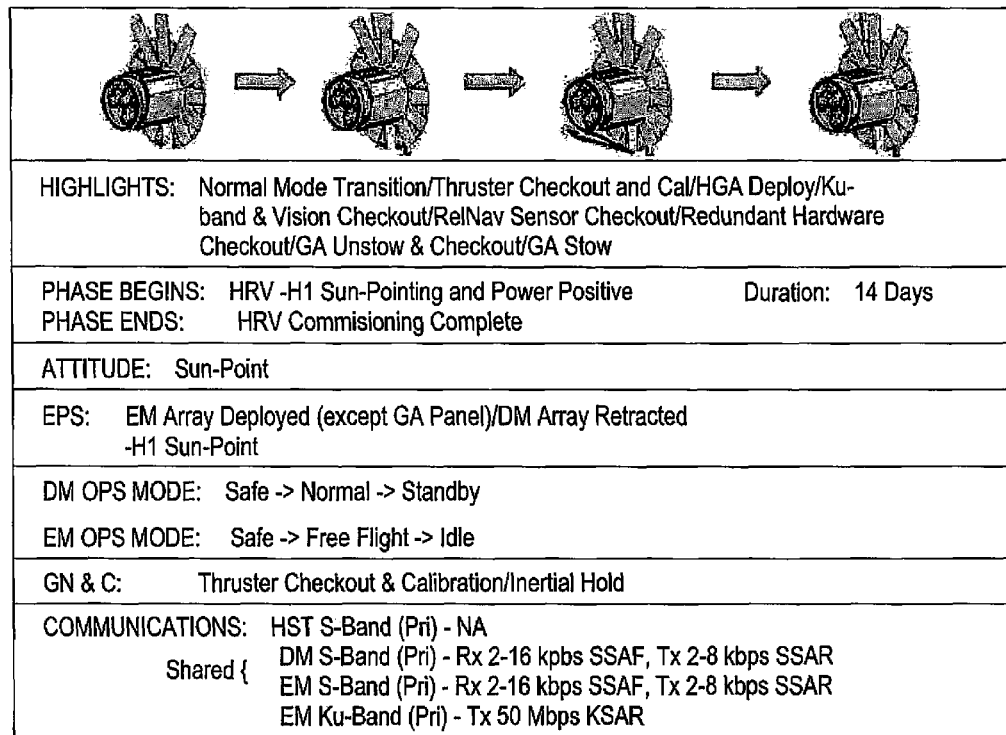 HIGHLIGHTS: Normal Mode Transition/Thruster Checkout and Cal/HGA Deploy/Ku-
band & Vision Checkout/RelNav Sensor Checkout/Redundant Hardware
Checkout/GA Unstow & Checkout/GA Stow
PHASE BEGINS: HRV -H1 Sun-Pointing and Power Positive Duration: 14 Days
PHASE ENDS: HRV Commisioning Complete
ATTITUDE: Sun-Point
EPS: EM Array Deployed (except GA Panel)/DM Array Retracted
-H1 Sun-Point
DM OPS MODE: Safe -> Normal -> Standby
EM OPS MODE: Safe -> Free Flight -> Idle
GN & C: Thruster Checkout & Calibration/Inertial Hold
COMMUNICATIONS: HST S-Band (Pri) - NA
Shared { DM S-Band (Pri) - Rx 2-16 kpbs SSAF, Tx 2-8 kbps SSAR
EM S-Band (Pri) - Rx 2-16 kbps SSAF, Tx 2-8 kbps SSAR
EM Ku-Band (Pri) - Tx 50 Mbps KSAR